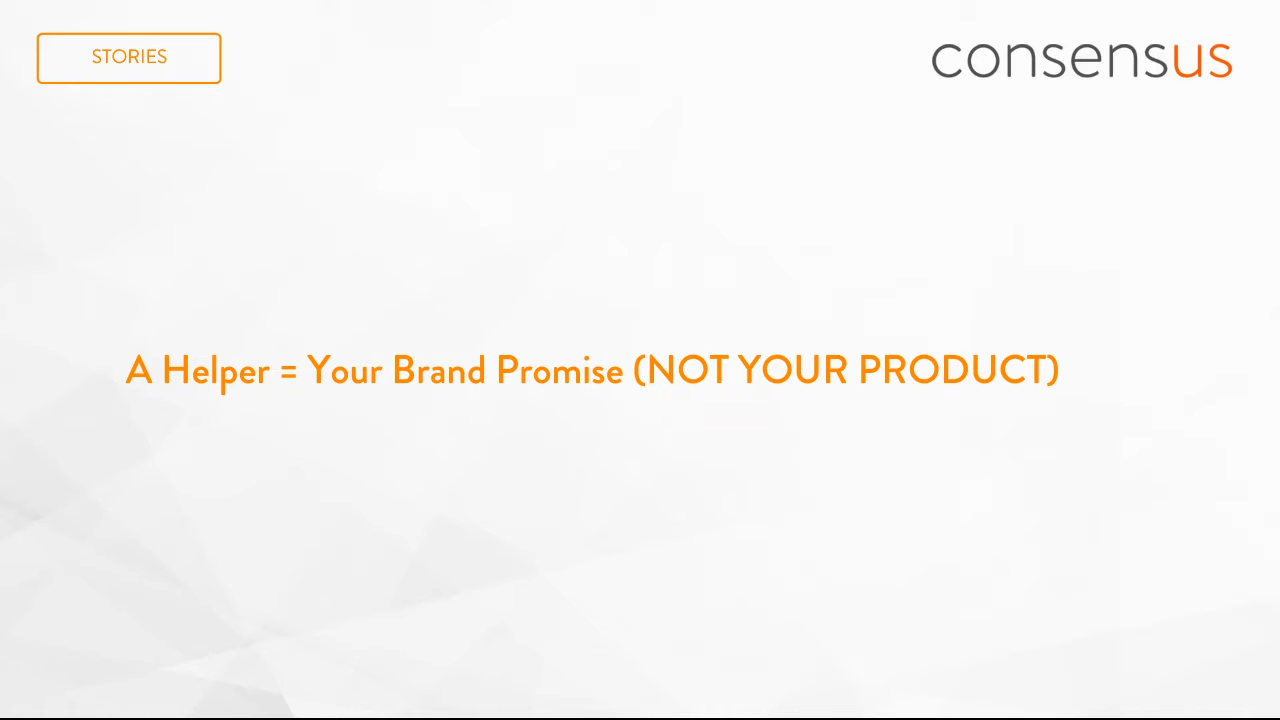 STORIES
consensus
A Helper = Your Brand Promise (NOT YOUR PRODUCT)